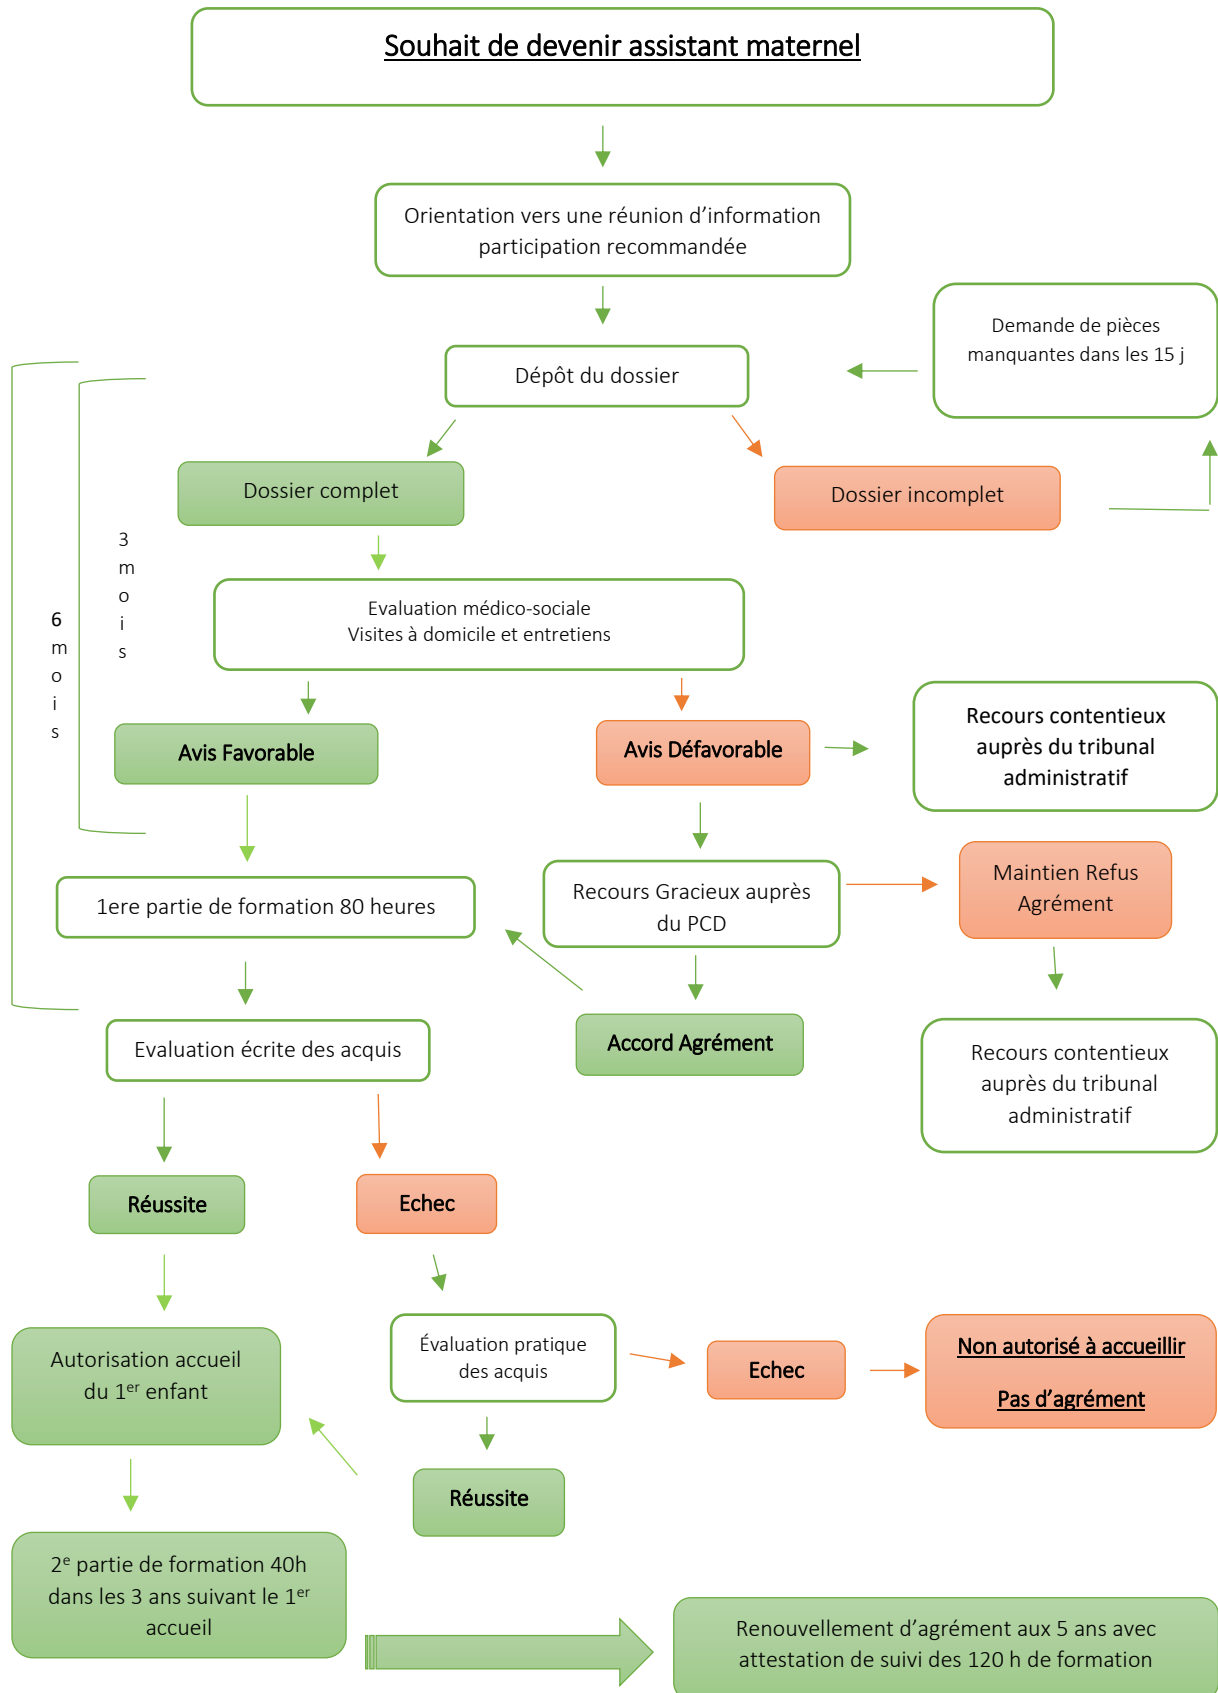 Souhait de devenir assistant maternel
Orientation vers une réunion d’information
participation recommandée
Demande de pièces
manquantes dans les 15 j
Dépôt du dossier
Dossier complet
Dossier incomplet
3
m
o
i
s
6
m
o
i
s
Evaluation médico-sociale
Visites à domicile et entretiens
Avis Favorable
Avis Défavorable
Recours contentieux
auprès du tribunal
administratif
1ere partie de formation 80 heures
Recours Gracieux auprès
du PCD
Maintien Refus
Agrément
Evaluation écrite des acquis
Accord Agrément
Recours contentieux
auprès du tribunal
administratif
Réussite
Echec
Autorisation accueil
du 1er enfant
Évaluation pratique
des acquis
Echec
Non autorisé à accueillir
Pas d’agrément
Réussite
2e partie de formation 40h
dans les 3 ans suivant le 1er
accueil
Renouvellement d’agrément aux 5 ans avec
attestation de suivi des 120 h de formation